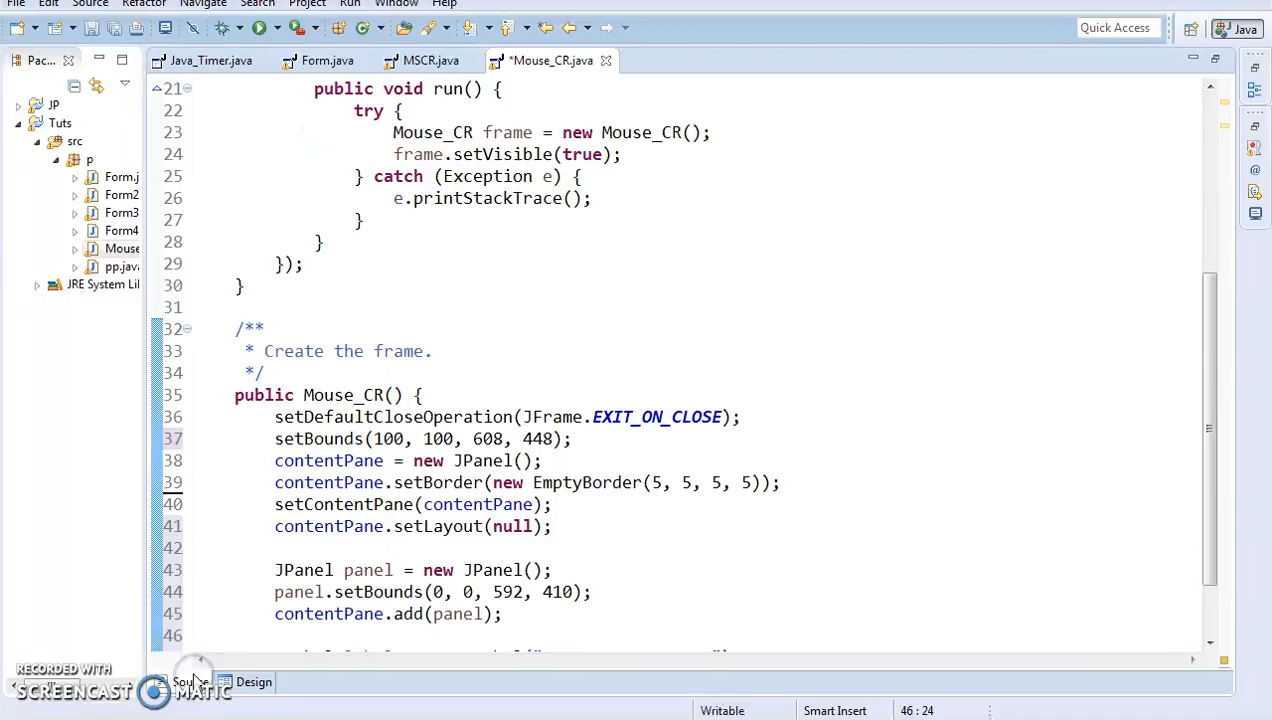 File Edit Source Refactor Navigate Search Project Run Window Help
Quick Access
Java
Pac...
Java_Timer.java
Form.java
MSCR.java
*Mouse_CR.java
JP
Tuts
src
p
Form.j
Form2
Form3
Form4
Mouse
pp.java
JRE System Lil
21 public void run() {
22 try {
23 Mouse_CR frame = new Mouse_CR();
24 frame.setVisible(true);
25 } catch (Exception e) {
26 e.printStackTrace();
27 }
28 }
29 });
30 }
31
32 /**
33 * Create the frame.
34 */
35 public Mouse_CR() {
36 setDefaultCloseOperation(JFrame.EXIT_ON_CLOSE);
37 setBounds(100, 100, 608, 448);
38 contentPane = new JPanel();
39 contentPane.setBorder(new EmptyBorder(5, 5, 5, 5));
40 setContentPane(contentPane);
41 contentPane.setLayout(null);
42
43 JPanel panel = new JPanel();
44 panel.setBounds(0, 0, 592, 410);
45 contentPane.add(panel);
46
Design
RECORDED WITH
SCREENCAST MATIC
Writable
Smart Insert
46 : 24